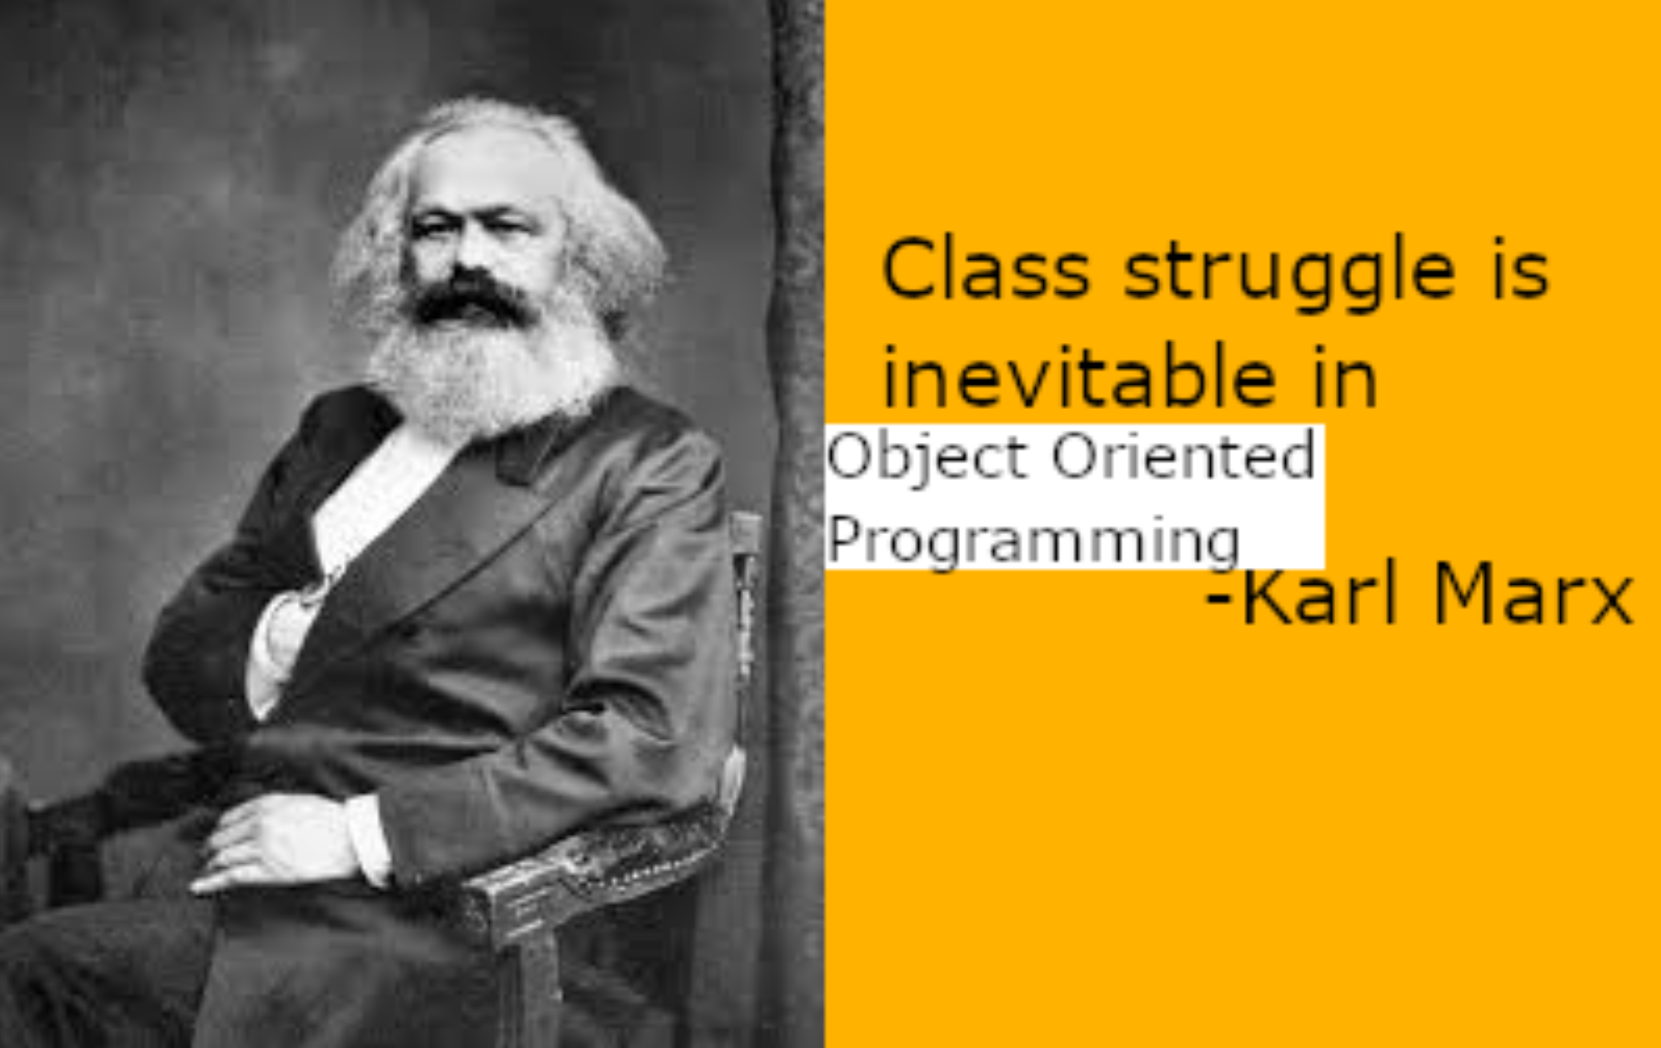 Class struggle is
inevitable in
Object Oriented
Programming
-Karl Marx